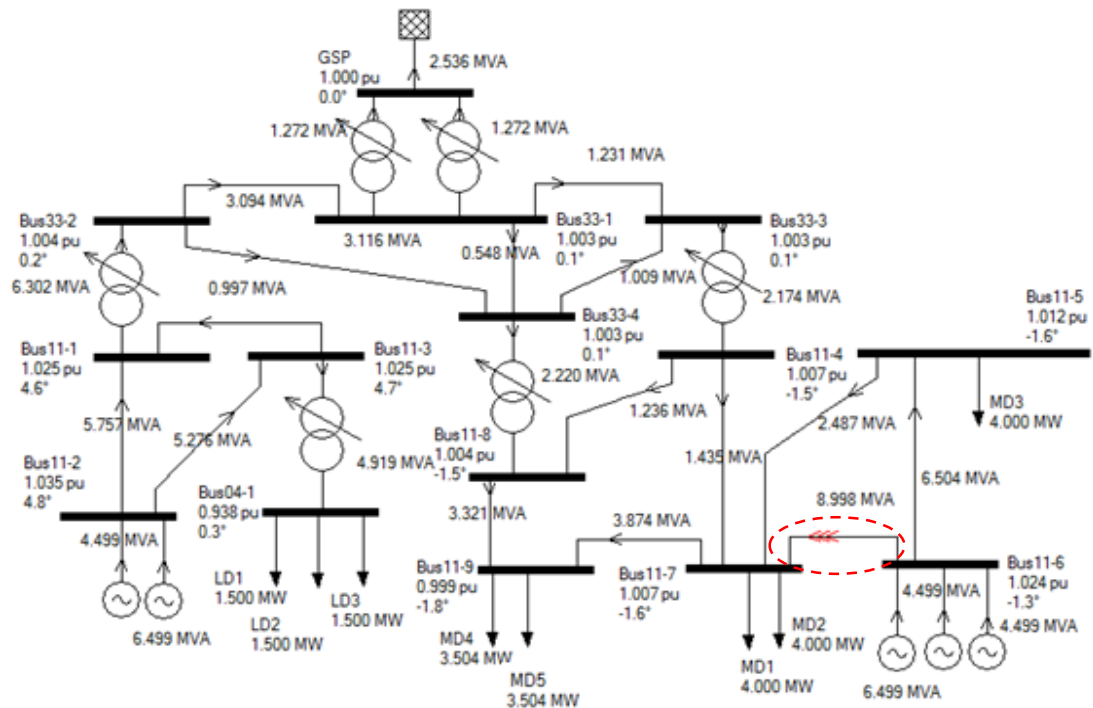 GSP
1.000 pu
0.0°
2.536 MVA
1.272 MVA
1.272 MVA
1.231 MVA
3.094 MVA
Bus33-2
1.004 pu
0.2°
6.302 MVA
3.116 MVA
0.548 MVA
Bus33-1
1.003 pu
0.1°
Bus33-3
1.003 pu
0.1°
0.997 MVA
1.009 MVA
2.174 MVA
Bus33-4
1.003 pu
0.1°
Bus11-5
1.012 pu
-1.6°
Bus11-1
1.025 pu
4.6°
Bus11-3
1.025 pu
4.7°
2.220 MVA
Bus11-4
1.007 pu
-1.5°
1.236 MVA
MD3
4.000 MW
2.487 MVA
5.757 MVA
5.276 MVA
Bus11-8
1.004 pu
-1.5°
1.435 MVA
4.919 MVA
6.504 MVA
Bus11-2
1.035 pu
4.8°
Bus04-1
0.938 pu
0.3°
8.998 MVA
3.321 MVA
3.874 MVA
4.499 MVA
Bus11-9
0.999 pu
-1.8°
Bus11-7
1.007 pu
-1.6°
Bus11-6
1.024 pu
-1.3°
4.499 MVA
4.499 MVA
LD1
1.500 MW
LD2
1.500 MW
LD3
1.500 MW
6.499 MVA
MD4
3.504 MW
MD5
3.504 MW
MD1
4.000 MW
MD2
4.000 MW
6.499 MVA